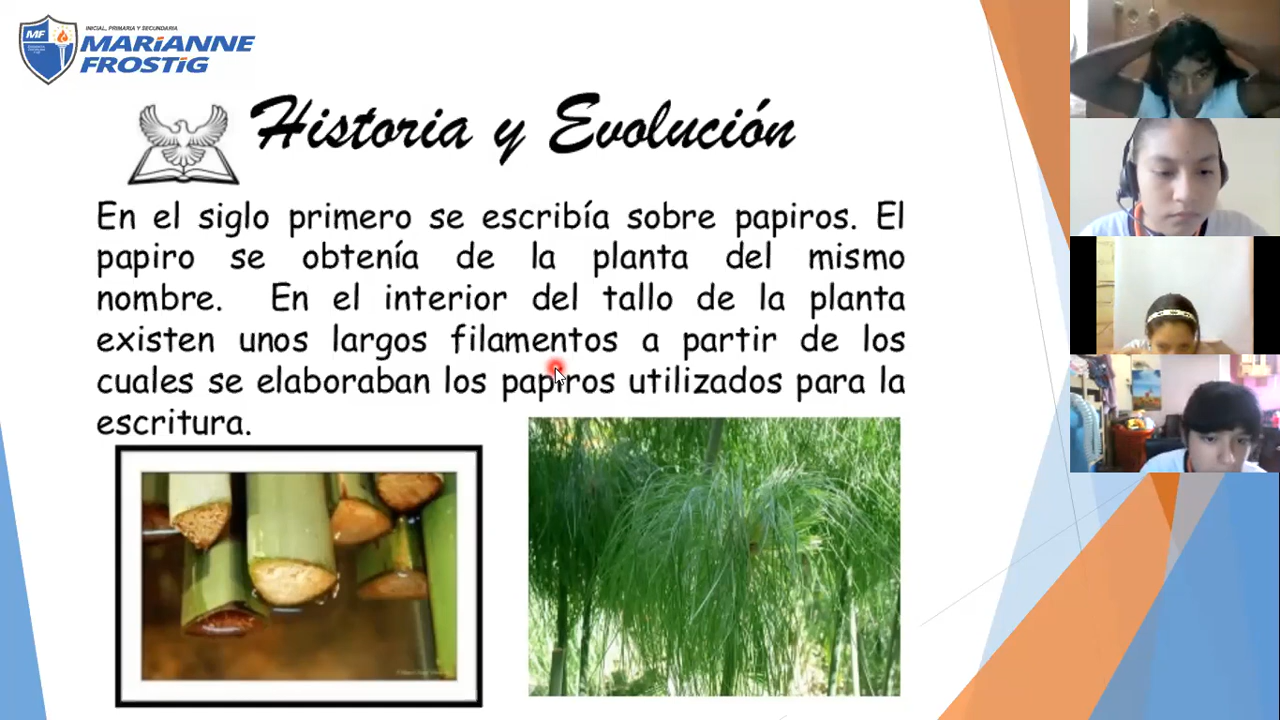 MF
INICIAL, PRIMARIA Y SECUNDARIA
MARIANNE
FROSTIG
Historia y Evolución
En el siglo primero se escribía sobre papiros. El
papiro se obtenía de la planta del mismo
nombre. En el interior del tallo de la planta
existen unos largos filamentos a partir de los
cuales se elaboraban los papiros utilizados para la
escritura.